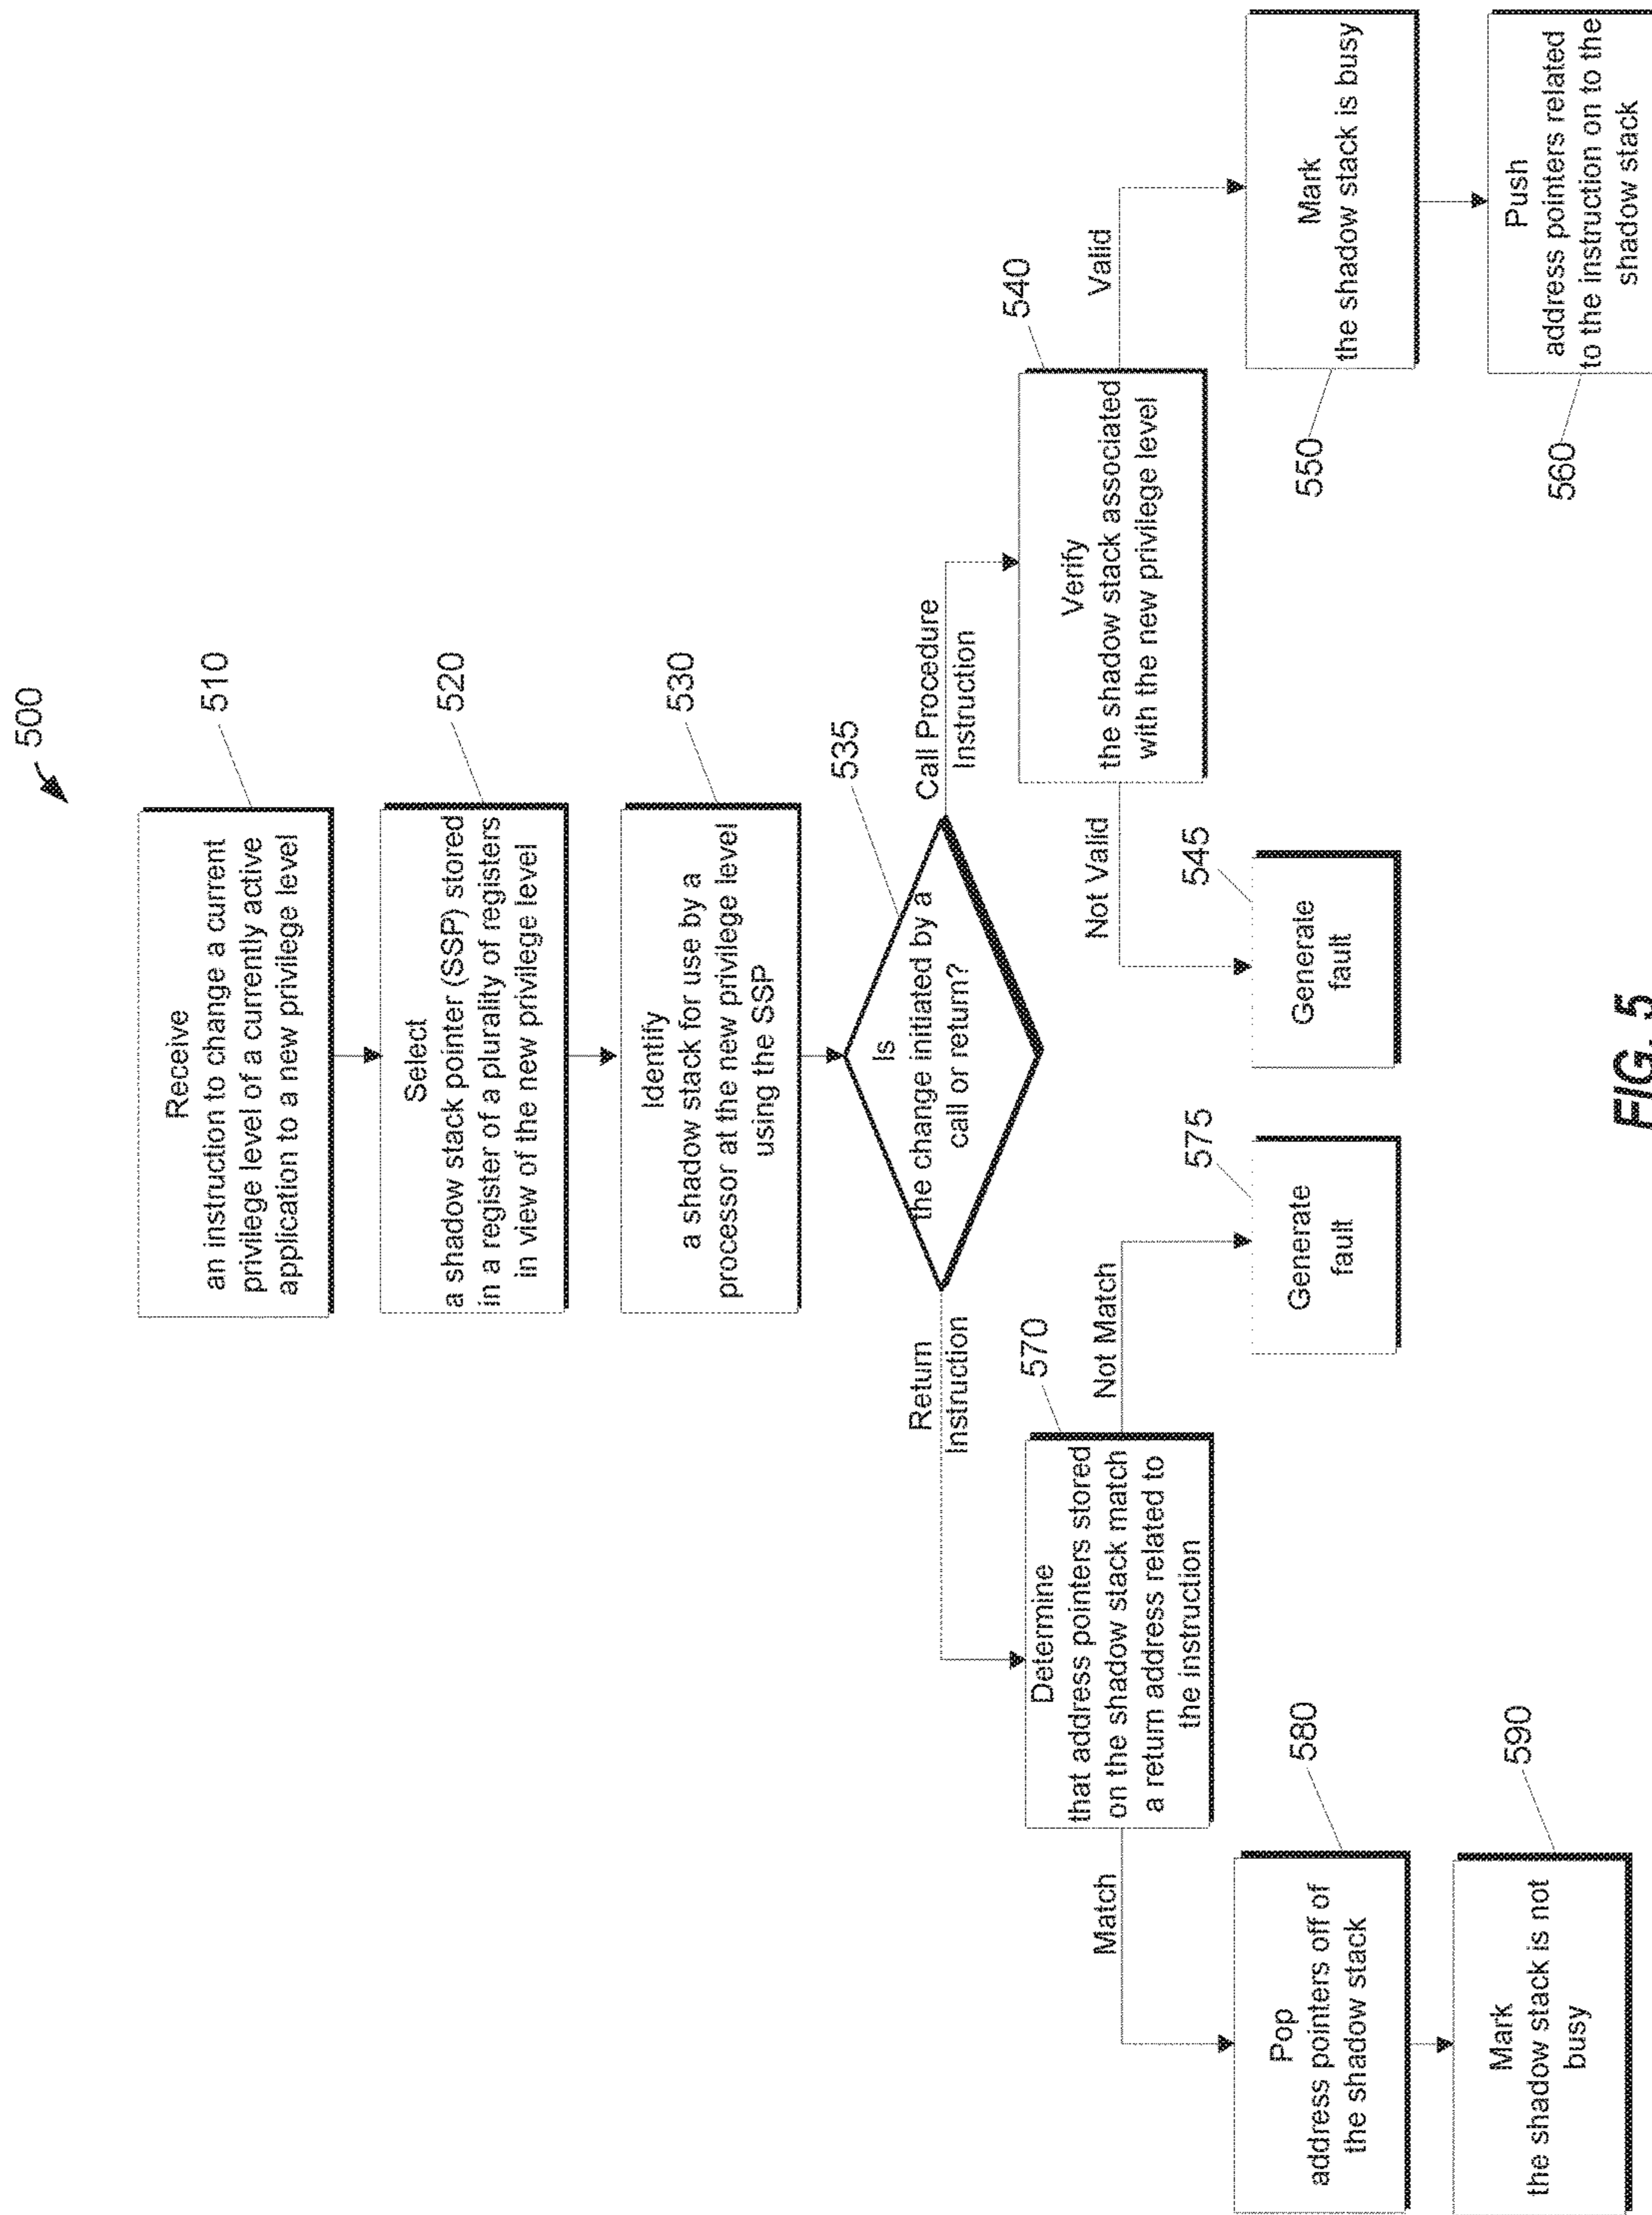 500
Receive
an instruction to change a current
privilege level of a currently active
application to a new privilege level
510
Select
a shadow stack pointer (SSP) stored
in a register of a plurality of registers
in view of the new privilege level
520
Identify
a shadow stack for use by a
processor at the new privilege level
using the SSP
530
Is
the change initiated by a
call or return?
535
Return
Instruction
Call Procedure
Instruction
Determine
that address pointers stored
on the shadow stack match
a return address related to
the instruction
570
Verify
the shadow stack associated
with the new privilege level
540
Match
Not Match
Not Valid
Valid
Pop
address pointers off of
the shadow stack
580
Generate
fault
575
Generate
fault
545
Mark
the shadow stack is busy
550
Mark
the shadow stack is not
busy
590
Push
address pointers related
to the instruction on to the
shadow stack
560
FIG. 5